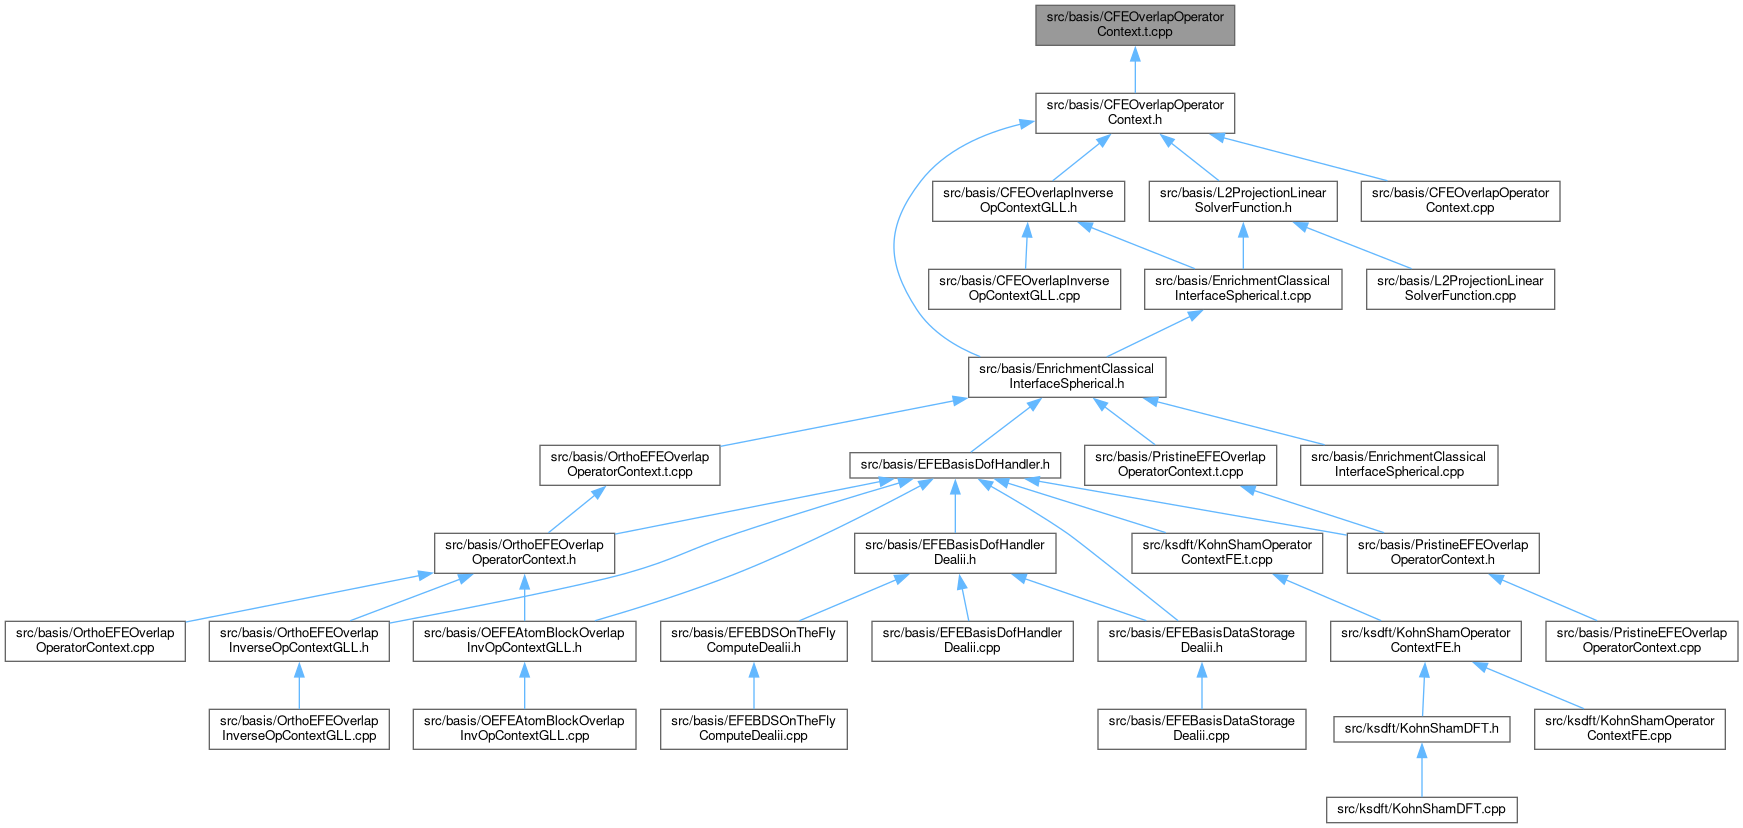 src/basis/CFEOverlapOperator
Context.t.cpp
src/basis/CFEOverlapOperator
Context.h
src/basis/CFEOverlapInverse
OpContextGLL.h
src/basis/L2ProjectionLinear
SolverFunction.h
src/basis/CFEOverlapOperator
Context.cpp
src/basis/CFEOverlapInverse
OpContextGLL.cpp
src/basis/EnrichmentClassical
InterfaceSpherical.t.cpp
src/basis/L2ProjectionLinear
SolverFunction.cpp
src/basis/EnrichmentClassical
InterfaceSpherical.h
src/basis/OrthoEFEOverlap
OperatorContext.t.cpp
src/basis/EFEBasisDofHandler.h
src/basis/PristineEFEOverlap
OperatorContext.t.cpp
src/basis/EnrichmentClassical
InterfaceSpherical.cpp
src/basis/OrthoEFEOverlap
OperatorContext.h
src/basis/EFEBasisDofHandler
Dealii.h
src/ksdft/KohnShamOperator
ContextFE.t.cpp
src/basis/PristineEFEOverlap
OperatorContext.h
src/basis/OrthoEFEOverlap
OperatorContext.cpp
src/basis/OrthoEFEOverlap
InverseOpContextGLL.h
src/basis/OEFEAtomBlockOverlap
InvOpContextGLL.h
src/basis/EFEBDSOnTheFly
ComputeDealii.h
src/basis/EFEBasisDofHandler
Dealii.cpp
src/basis/EFEBasisDataStorage
Dealii.h
src/ksdft/KohnShamOperator
ContextFE.h
src/basis/PristineEFEOverlap
OperatorContext.cpp
src/basis/OrthoEFEOverlap
InverseOpContextGLL.cpp
src/basis/OEFEAtomBlockOverlap
InvOpContextGLL.cpp
src/basis/EFEBDSOnTheFly
ComputeDealii.cpp
src/basis/EFEBasisDataStorage
Dealii.cpp
src/ksdft/KohnShamDFT.h
src/ksdft/KohnShamOperator
ContextFE.cpp
src/ksdft/KohnShamDFT.cpp